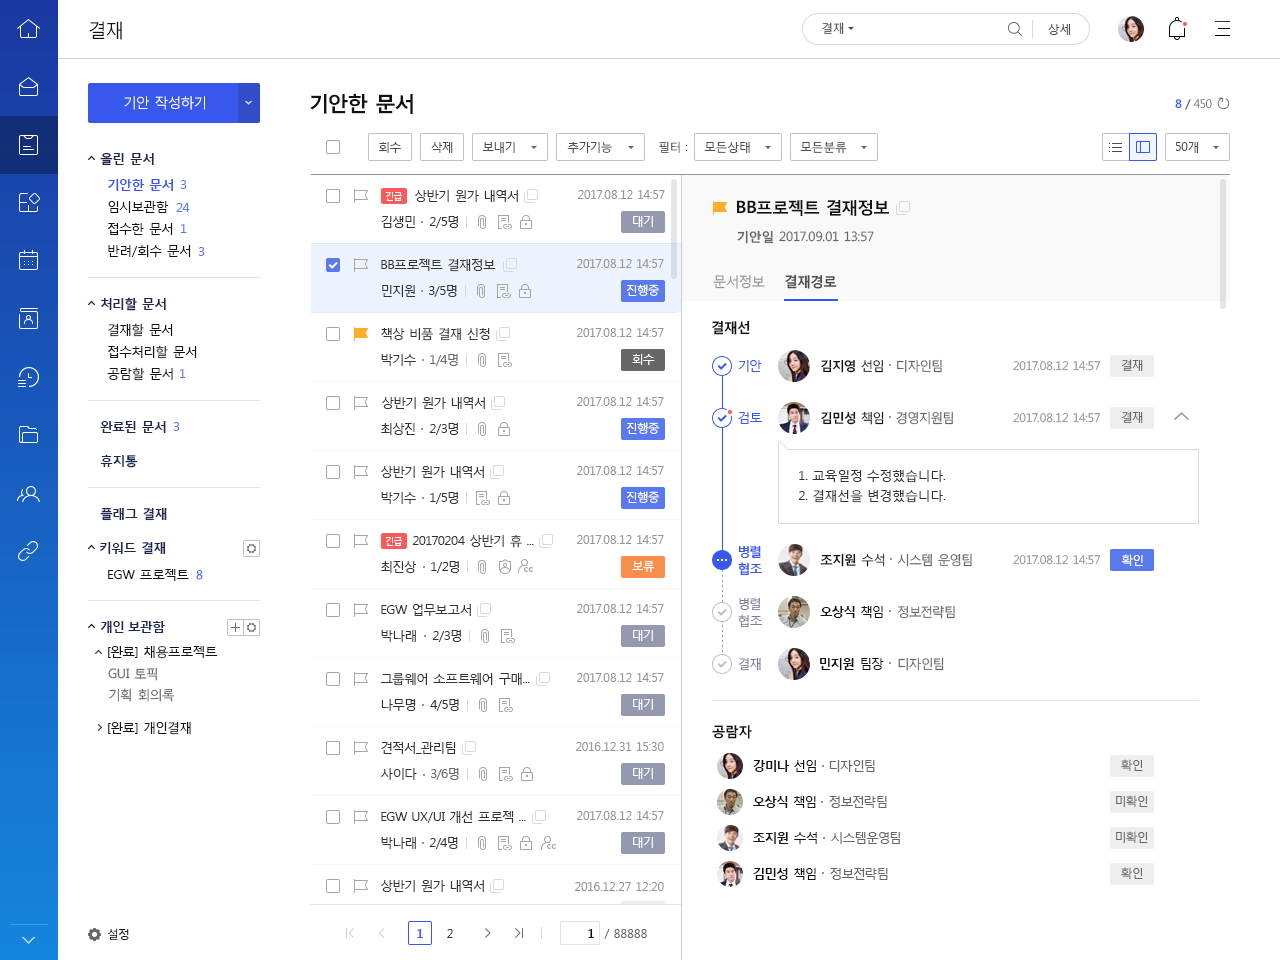 결재
결재
상세
기안 작성하기
올린 문서
기안한 문서 3
임시보관함 24
접수한 문서 1
반려/회수 문서 3
처리할 문서
결재할 문서
접수처리할 문서
공람할 문서 1
완료된 문서 3
휴지통
플래그 결재
키워드 결재
EGW 프로젝트 8
개인 보관함
[완료] 채용프로젝트
GUI 토픽
기획 회의록
[완료] 개인결재
설정
기안한 문서
8 / 450
회수 삭제 보내기 추가기능 필터 : 모든상태 모든분류 50개
긴급 상반기 원가 내역서 2017.08.12 14:57
김생민 · 2/5명 대기
BB프로젝트 결재정보 2017.08.12 14:57
민지원 · 3/5명 진행중
책상 비품 결재 신청 2017.08.12 14:57
박기수 · 1/4명 회수
상반기 원가 내역서 2017.08.12 14:57
최상진 · 2/3명 진행중
상반기 원가 내역서 2017.08.12 14:57
박기수 · 1/5명 진행중
긴급 20170204 상반기 휴 ... 2017.08.12 14:57
최진상 · 1/2명 보류
EGW 업무보고서 2017.08.12 14:57
박나래 · 2/3명 대기
그룹웨어 소프트웨어 구매... 2017.08.12 14:57
나무명 · 4/5명 대기
견적서_관리팀 2016.12.31 15:30
사이다 · 3/6명 대기
EGW UX/UI 개선 프로젝 ... 2017.08.12 14:57
박나래 · 2/4명 대기
상반기 원가 내역서 2016.12.27 12:20
1 2 1 / 88888
BB프로젝트 결재정보
기안일 2017.09.01 13:57
문서정보 결재경로
결재선
기안 김지영 선임 · 디자인팀 2017.08.12 14:57 결재
검토 김민성 책임 · 경영지원팀 2017.08.12 14:57 결재
1. 교육일정 수정했습니다.
2. 결재선을 변경했습니다.
병렬
협조 조지원 수석 · 시스템 운영팀 2017.08.12 14:57 확인
병렬
협조 오상식 책임 · 정보전략팀
결재 민지원 팀장 · 디자인팀
공람자
강미나 선임 · 디자인팀 확인
오상식 책임 · 정보전략팀 미확인
조지원 수석 · 시스템운영팀 미확인
김민성 책임 · 정보전략팀 확인